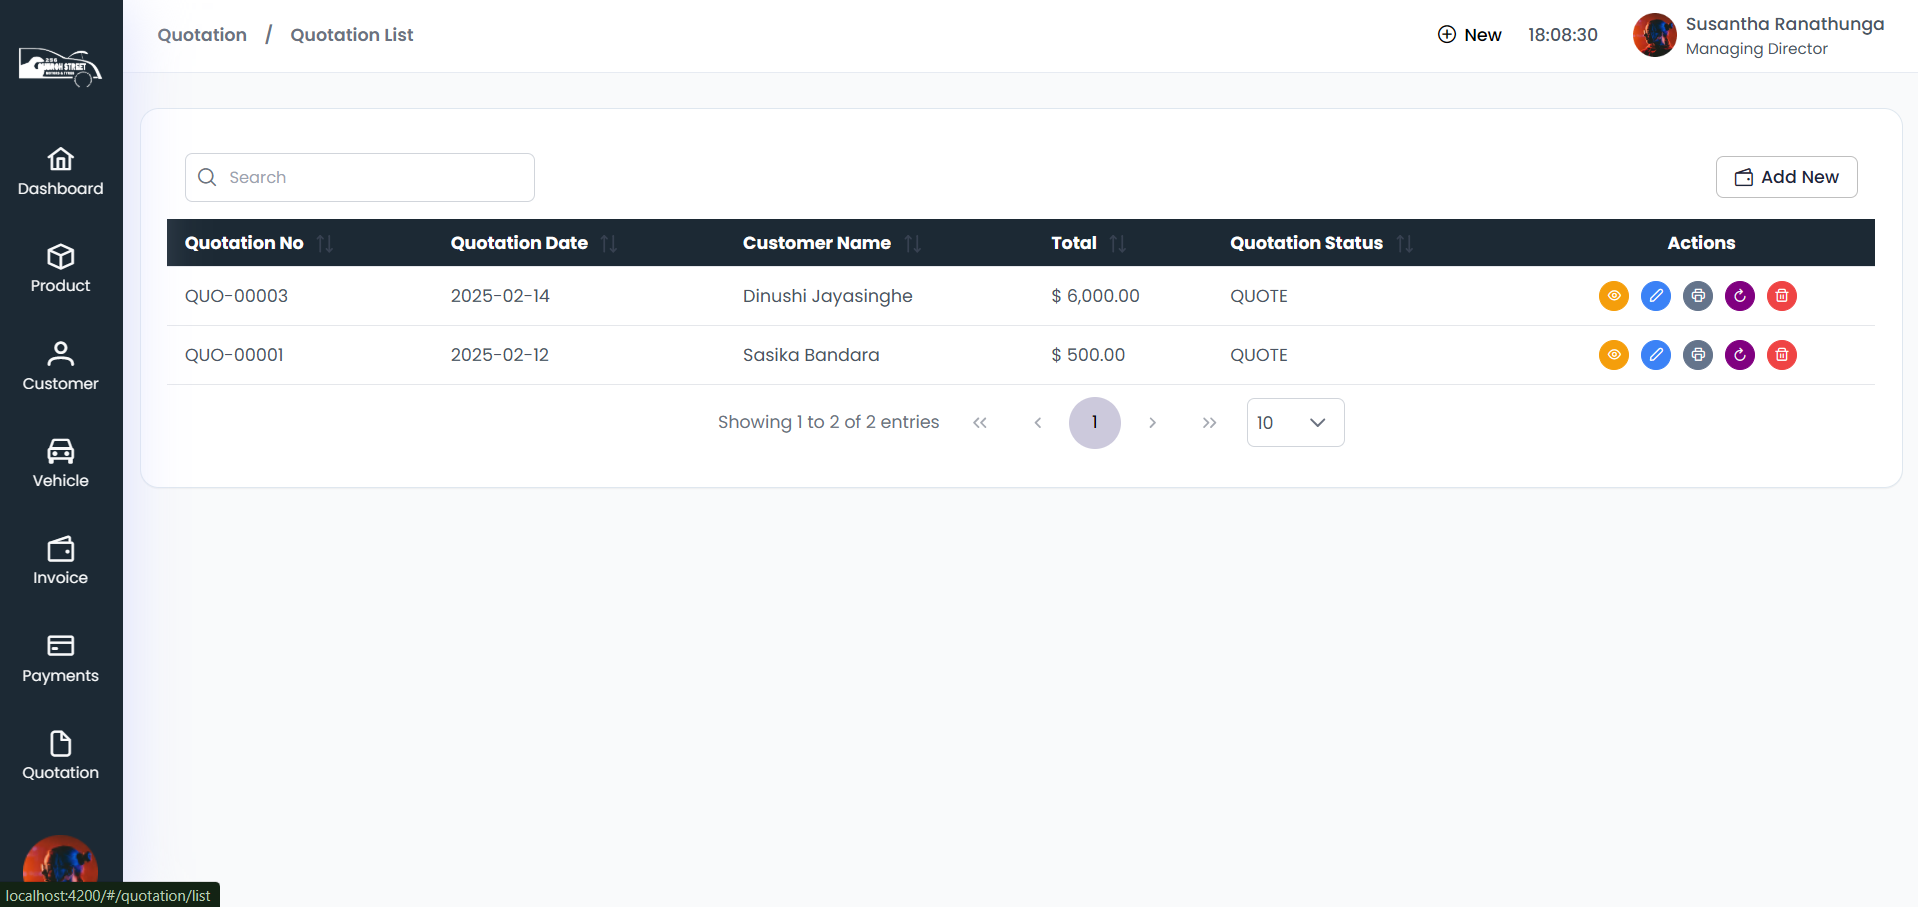 CHURCH STREET
Quotation / Quotation List
New
18:08:30
Susantha Ranathunga
Managing Director
Dashboard
Product
Customer
Vehicle
Invoice
Payments
Quotation
Search
Add New
Quotation No Quotation Date Customer Name Total Quotation Status Actions
QUO-00003 2025-02-14 Dinushi Jayasinghe $ 6,000.00 QUOTE
QUO-00001 2025-02-12 Sasika Bandara $ 500.00 QUOTE
Showing 1 to 2 of 2 entries << < 1 > >> 10
localhost:4200/#/quotation/list